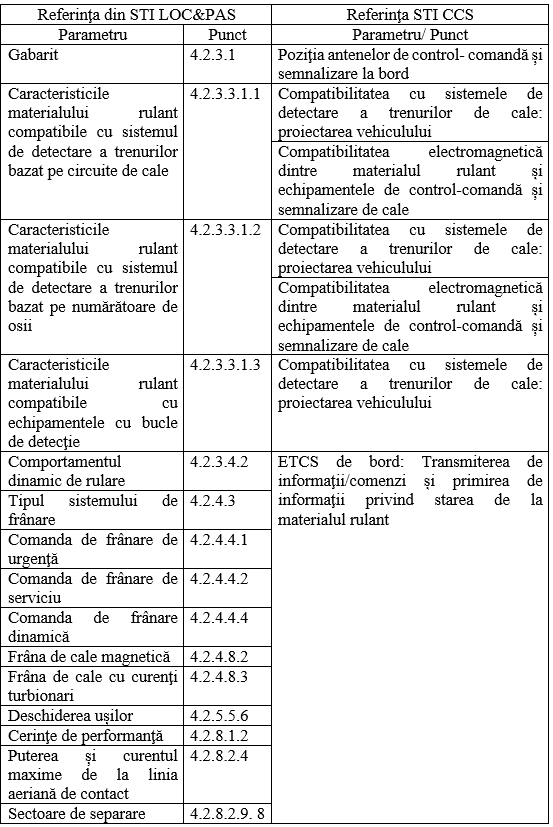 Referinţa din STI LOC&PAS Referinţa STI CCS
Parametru Punct Parametru/ Punct
Gabarit 4.2.3.1 Poziţia antenelor de control- comandă și
semnalizare la bord
Caracteristicile
materialului rulant
compatibile cu sistemul
de detectare a trenurilor
bazat pe circuite de cale
4.2.3.3.1.1
Compatibilitatea cu sistemele de
detectare a trenurilor de cale:
proiectarea vehiculului
Compatibilitatea electromagnetică
dintre materialul rulant și
echipamentele de control-comandă și
semnalizare de cale
Caracteristicile
materialului rulant
compatibile cu sistemul
de detectare a trenurilor
bazat pe numărătoare de
osii
4.2.3.3.1.2
Compatibilitatea cu sistemele de
detectare a trenurilor de cale:
proiectarea vehiculului
Compatibilitatea electromagnetică
dintre materialul rulant și
echipamentele de control-comandă și
semnalizare de cale
Caracteristicile
materialului rulant
compatibile cu
echipamentele cu bucle
de detecţie
4.2.3.3.1.3
Compatibilitatea cu sistemele de
detectare a trenurilor de cale:
proiectarea vehiculului
Comportamentul
dinamic de rulare
4.2.3.4.2
ETCS de bord: Transmiterea de
informaţii/comenzi și primirea de
informaţii privind starea de la
materialul rulant
Tipul sistemului de
frânare
4.2.4.3
Comanda de frânare de
urgenţă
4.2.4.4.1
Comanda de frânare de
serviciu
4.2.4.4.2
Comanda de frânare
dinamică
4.2.4.4.4
Frâna de cale magnetică 4.2.4.8.2
Frâna de cale cu curenţi
turbionari
4.2.4.8.3
Deschiderea ușilor 4.2.5.5.6
Cerinţe de performanţă 4.2.8.1.2
Puterea și curentul
maxime de la linia
aeriană de contact
4.2.8.2.4
Sectoare de separare 4.2.8.2.9. 8